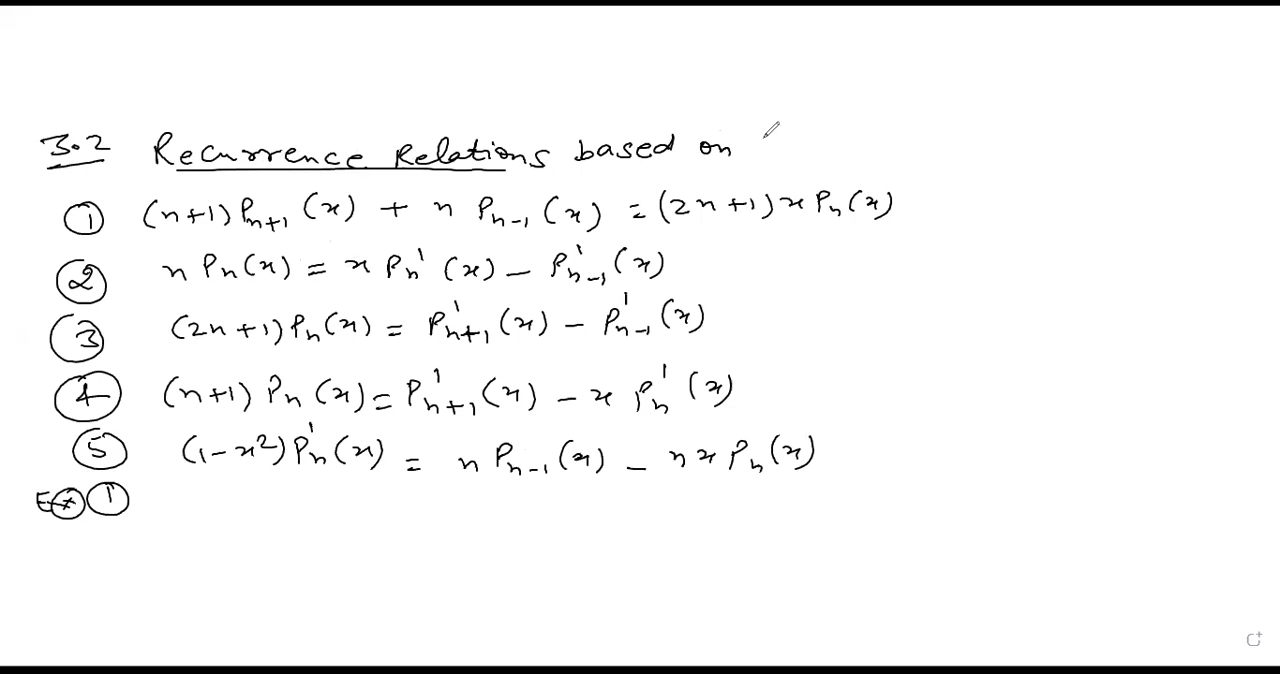 3.2 Recurrence Relations based on
① (n+1) Pₙ₊₁ (x) + n Pₙ₋₁ (x) = (2n+1) x Pₙ(x)
② n Pₙ(x) = x Pₙ' (x) – P'ₙ₋₁ (x)
③ (2n+1) Pₙ(x) = P'ₙ₊₁ (x) – P'ₙ₋₁ (x)
④ (n+1) Pₙ (x) = P'ₙ₊₁ (x) – x Pₙ' (x)
⑤ (1-x²) P'ₙ (x) = n Pₙ₋₁ (x) – n x Pₙ (x)
Ex ①